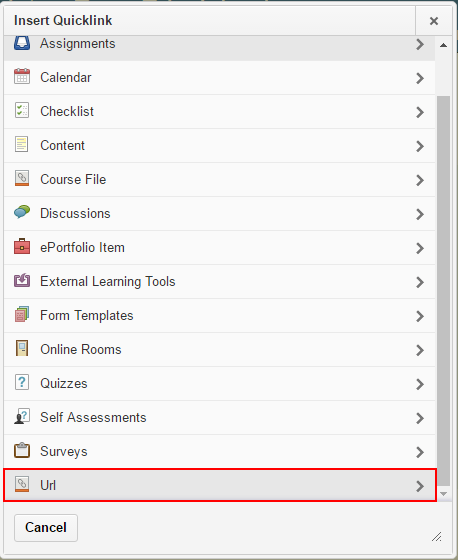 Insert Quicklink
Assignments
Calendar
Checklist
Content
Course File
Discussions
ePortfolio Item
External Learning Tools
Form Templates
Online Rooms
Quizzes
Self Assessments
Surveys
Url
Cancel